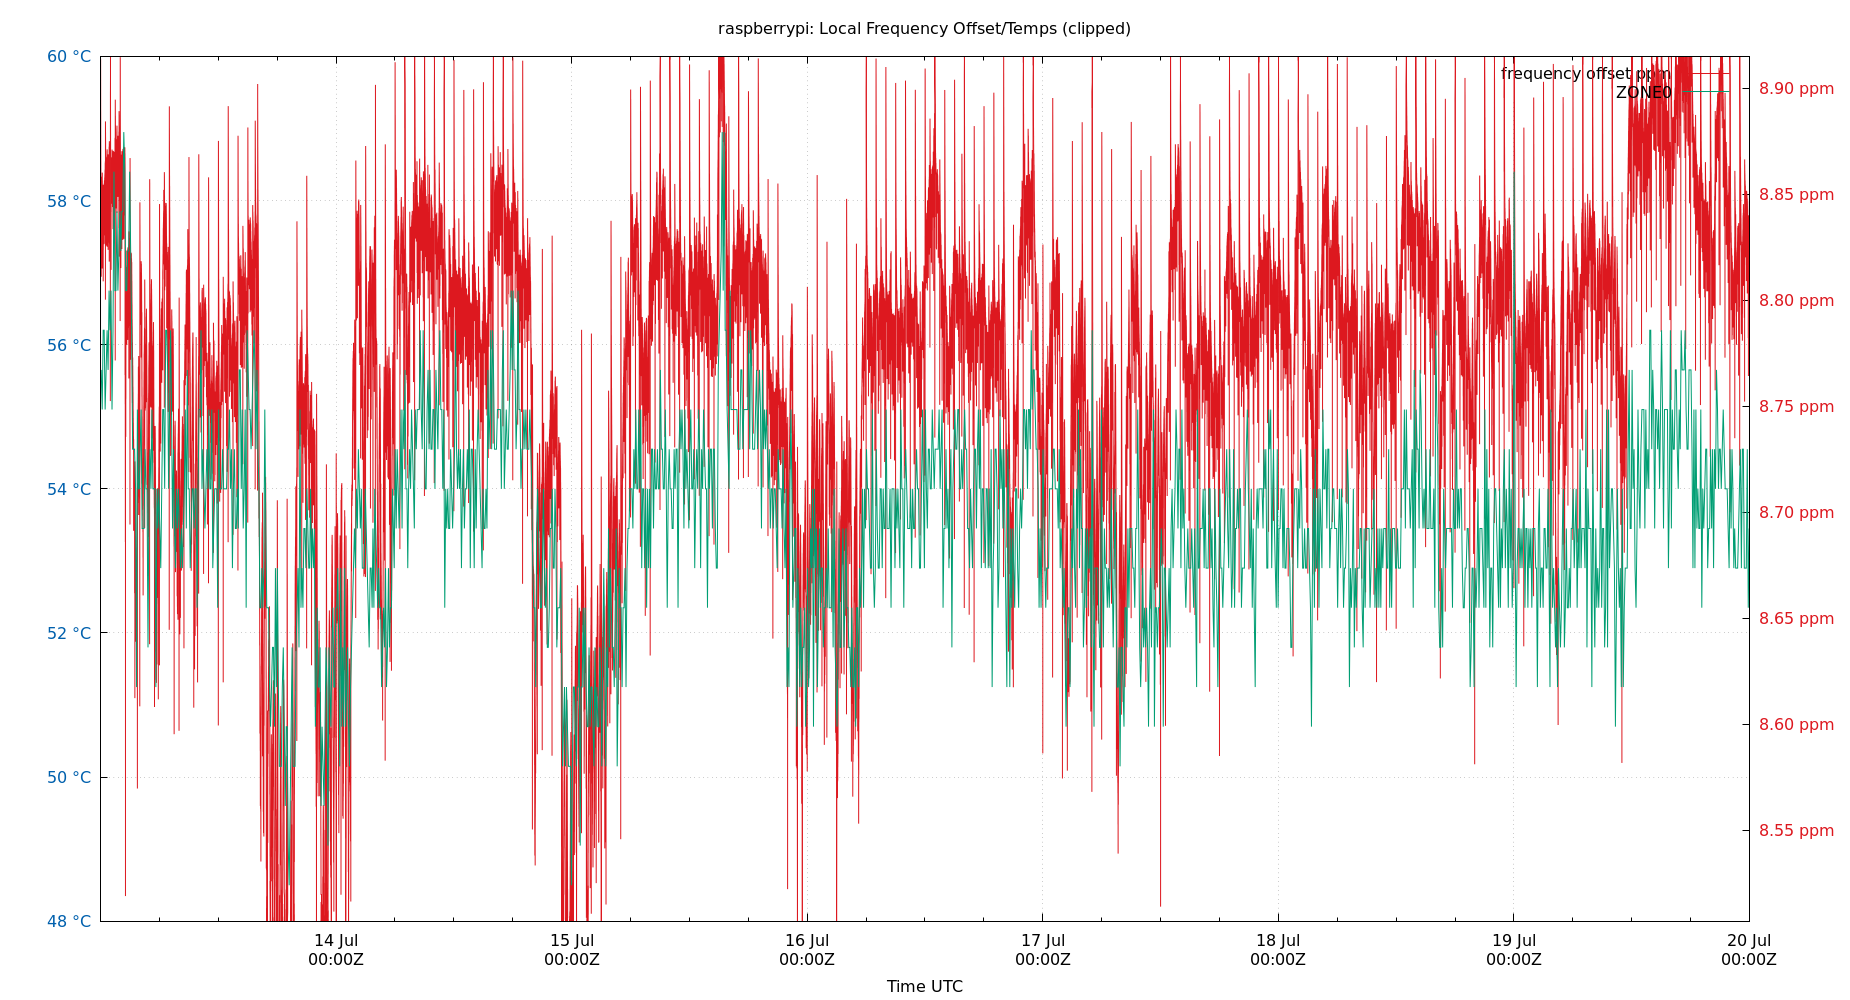 raspberrypi: Local Frequency Offset/Temps (clipped)
60 °C
58 °C
56 °C
54 °C
52 °C
50 °C
48 °C
frequency offset ppm
ZONE0
8.90 ppm
8.85 ppm
8.80 ppm
8.75 ppm
8.70 ppm
8.65 ppm
8.60 ppm
8.55 ppm
14 Jul 15 Jul 16 Jul 17 Jul 18 Jul 19 Jul 20 Jul
00:00Z 00:00Z 00:00Z 00:00Z 00:00Z 00:00Z 00:00Z
Time UTC